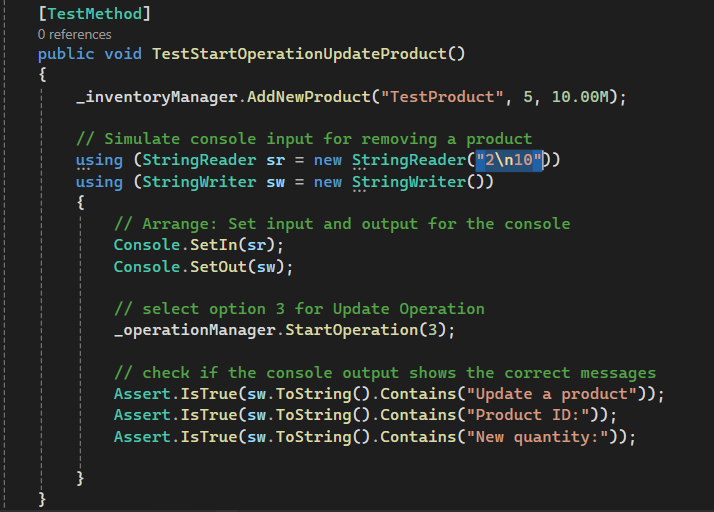 [TestMethod]
0 references
public void TestStartOperationUpdateProduct()
{
_inventoryManager.AddNewProduct("TestProduct", 5, 10.00M);
// Simulate console input for removing a product
using (StringReader sr = new StringReader("2\n10"))
using (StringWriter sw = new StringWriter())
{
// Arrange: Set input and output for the console
Console.SetIn(sr);
Console.SetOut(sw);
// select option 3 for Update Operation
_operationManager.StartOperation(3);
// check if the console output shows the correct messages
Assert.IsTrue(sw.ToString().Contains("Update a product"));
Assert.IsTrue(sw.ToString().Contains("Product ID:"));
Assert.IsTrue(sw.ToString().Contains("New quantity:"));
}
}